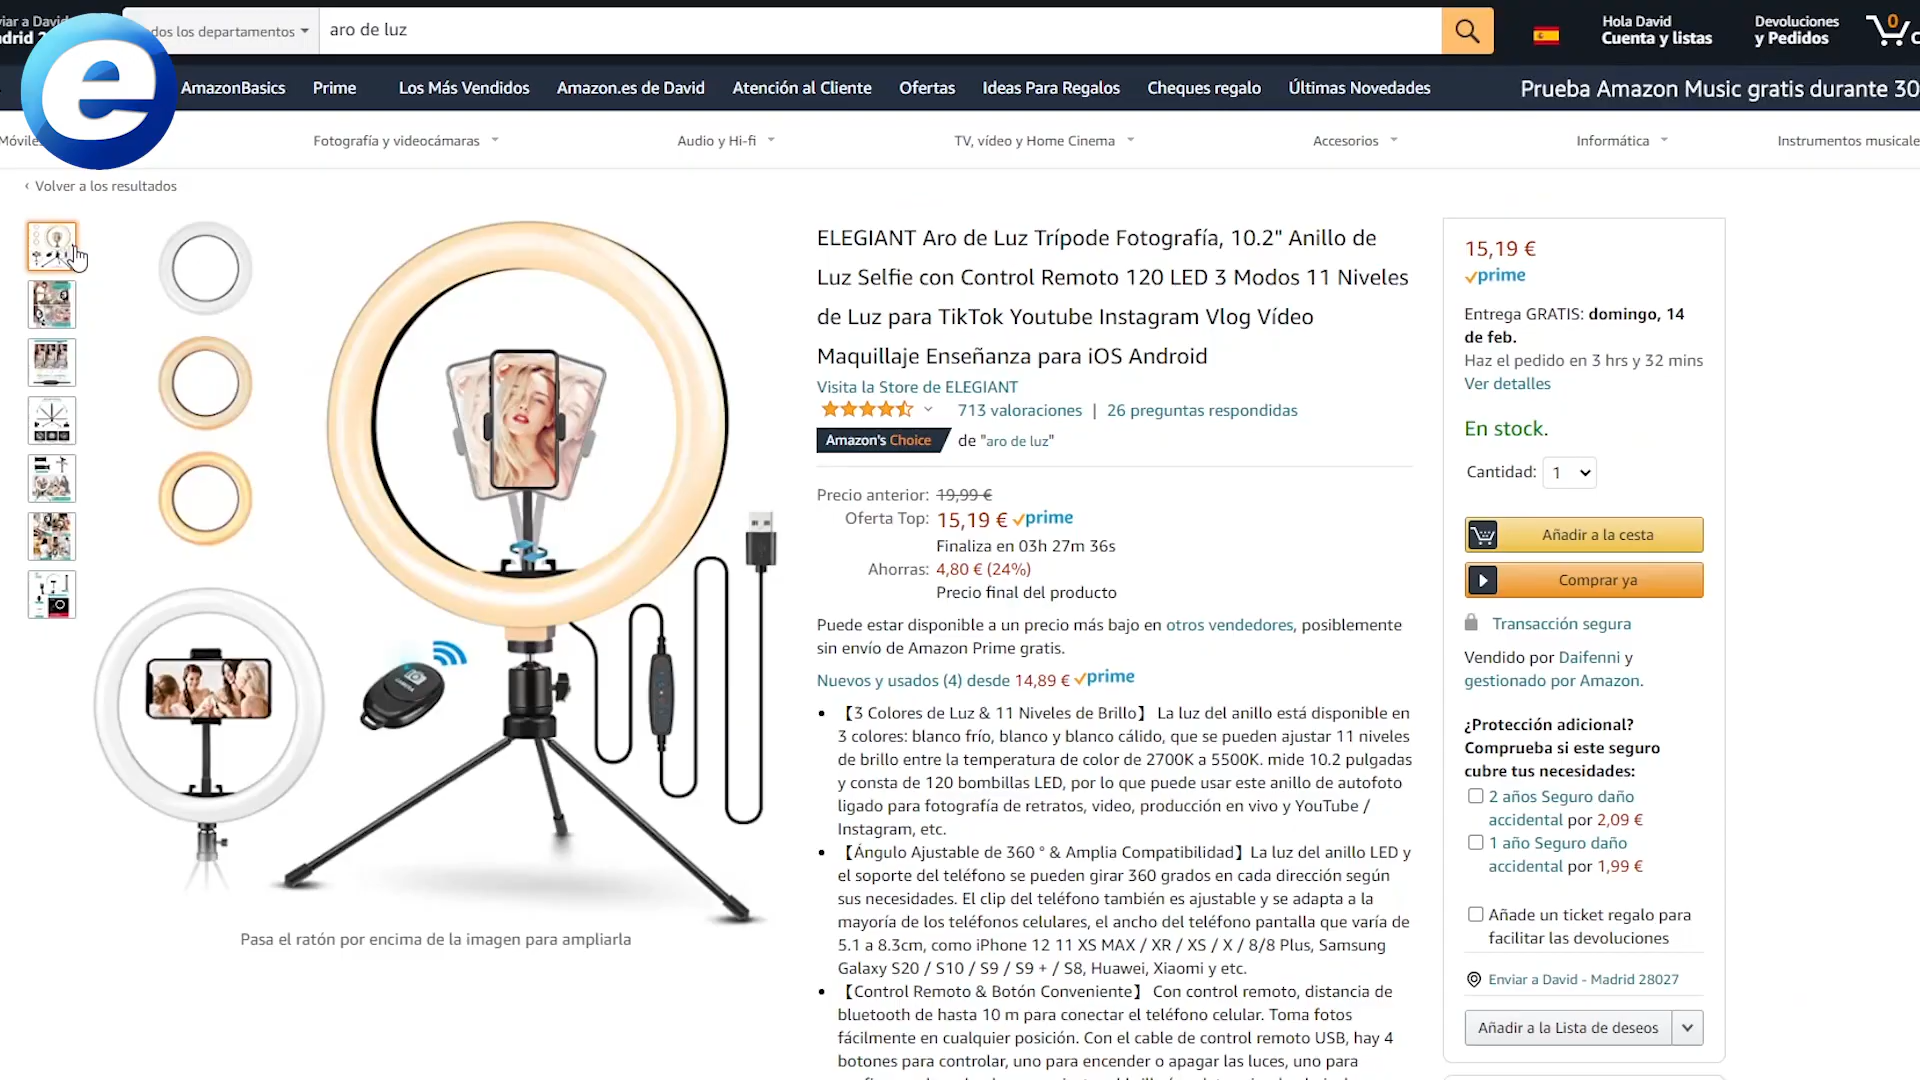 aro de luz
Hola David
Cuenta y listas
Devoluciones
y Pedidos
0
AmazonBasics
Prime
Los Más Vendidos
Amazon.es de David
Atención al Cliente
Ofertas
Ideas Para Regalos
Cheques regalo
Últimas Novedades
Prueba Amazon Music gratis durante 30
Fotografía y videocámaras
Audio y Hi-fi
TV, vídeo y Home Cinema
Accesorios
Informática
Instrumentos musicale
‹ Volver a los resultados
ELEGIANT Aro de Luz Trípode Fotografía, 10.2" Anillo de
Luz Selfie con Control Remoto 120 LED 3 Modos 11 Niveles
de Luz para TikTok Youtube Instagram Vlog Vídeo
Maquillaje Enseñanza para iOS Android
Visita la Store de ELEGIANT
713 valoraciones | 26 preguntas respondidas
Amazon's Choice de "aro de luz"
Precio anterior: 19,99 €
Oferta Top: 15,19 € prime
Finaliza en 03h 27m 36s
Ahorras: 4,80 € (24%)
Precio final del producto
Puede estar disponible a un precio más bajo en otros vendedores, posiblemente
sin envío de Amazon Prime gratis.
Nuevos y usados (4) desde 14,89 € prime
• 【3 Colores de Luz & 11 Niveles de Brillo】 La luz del anillo está disponible en
3 colores: blanco frío, blanco y blanco cálido, que se pueden ajustar 11 niveles
de brillo entre la temperatura de color de 2700K a 5500K. mide 10.2 pulgadas
y consta de 120 bombillas LED, por lo que puede usar este anillo de autofoto
ligado para fotografía de retratos, video, producción en vivo y YouTube /
Instagram, etc.
• 【Ángulo Ajustable de 360 ° & Amplia Compatibilidad】La luz del anillo LED y
el soporte del teléfono se pueden girar 360 grados en cada dirección según
sus necesidades. El clip del teléfono también es ajustable y se adapta a la
mayoría de los teléfonos celulares, el ancho del teléfono pantalla que varía de
5.1 a 8.3cm, como iPhone 12 11 XS MAX / XR / XS / X / 8/8 Plus, Samsung
Galaxy S20 / S10 / S9 / S9 + / S8, Huawei, Xiaomi y etc.
• 【Control Remoto & Botón Conveniente】 Con control remoto, distancia de
bluetooth de hasta 10 m para conectar el teléfono celular. Toma fotos
fácilmente en cualquier posición. Con el cable de control remoto USB, hay 4
botones para controlar, uno para encender o apagar las luces, uno para
Pasa el ratón por encima de la imagen para ampliarla
15,19 €
prime
Entrega GRATIS: domingo, 14
de feb.
Haz el pedido en 3 hrs y 32 mins
Ver detalles
En stock.
Cantidad: 1
Añadir a la cesta
Comprar ya
Transacción segura
Vendido por Daifenni y
gestionado por Amazon.
¿Protección adicional?
Comprueba si este seguro
cubre tus necesidades:
2 años Seguro daño
accidental por 2,09 €
1 año Seguro daño
accidental por 1,99 €
Añade un ticket regalo para
facilitar las devoluciones
Enviar a David - Madrid 28027
Añadir a la Lista de deseos